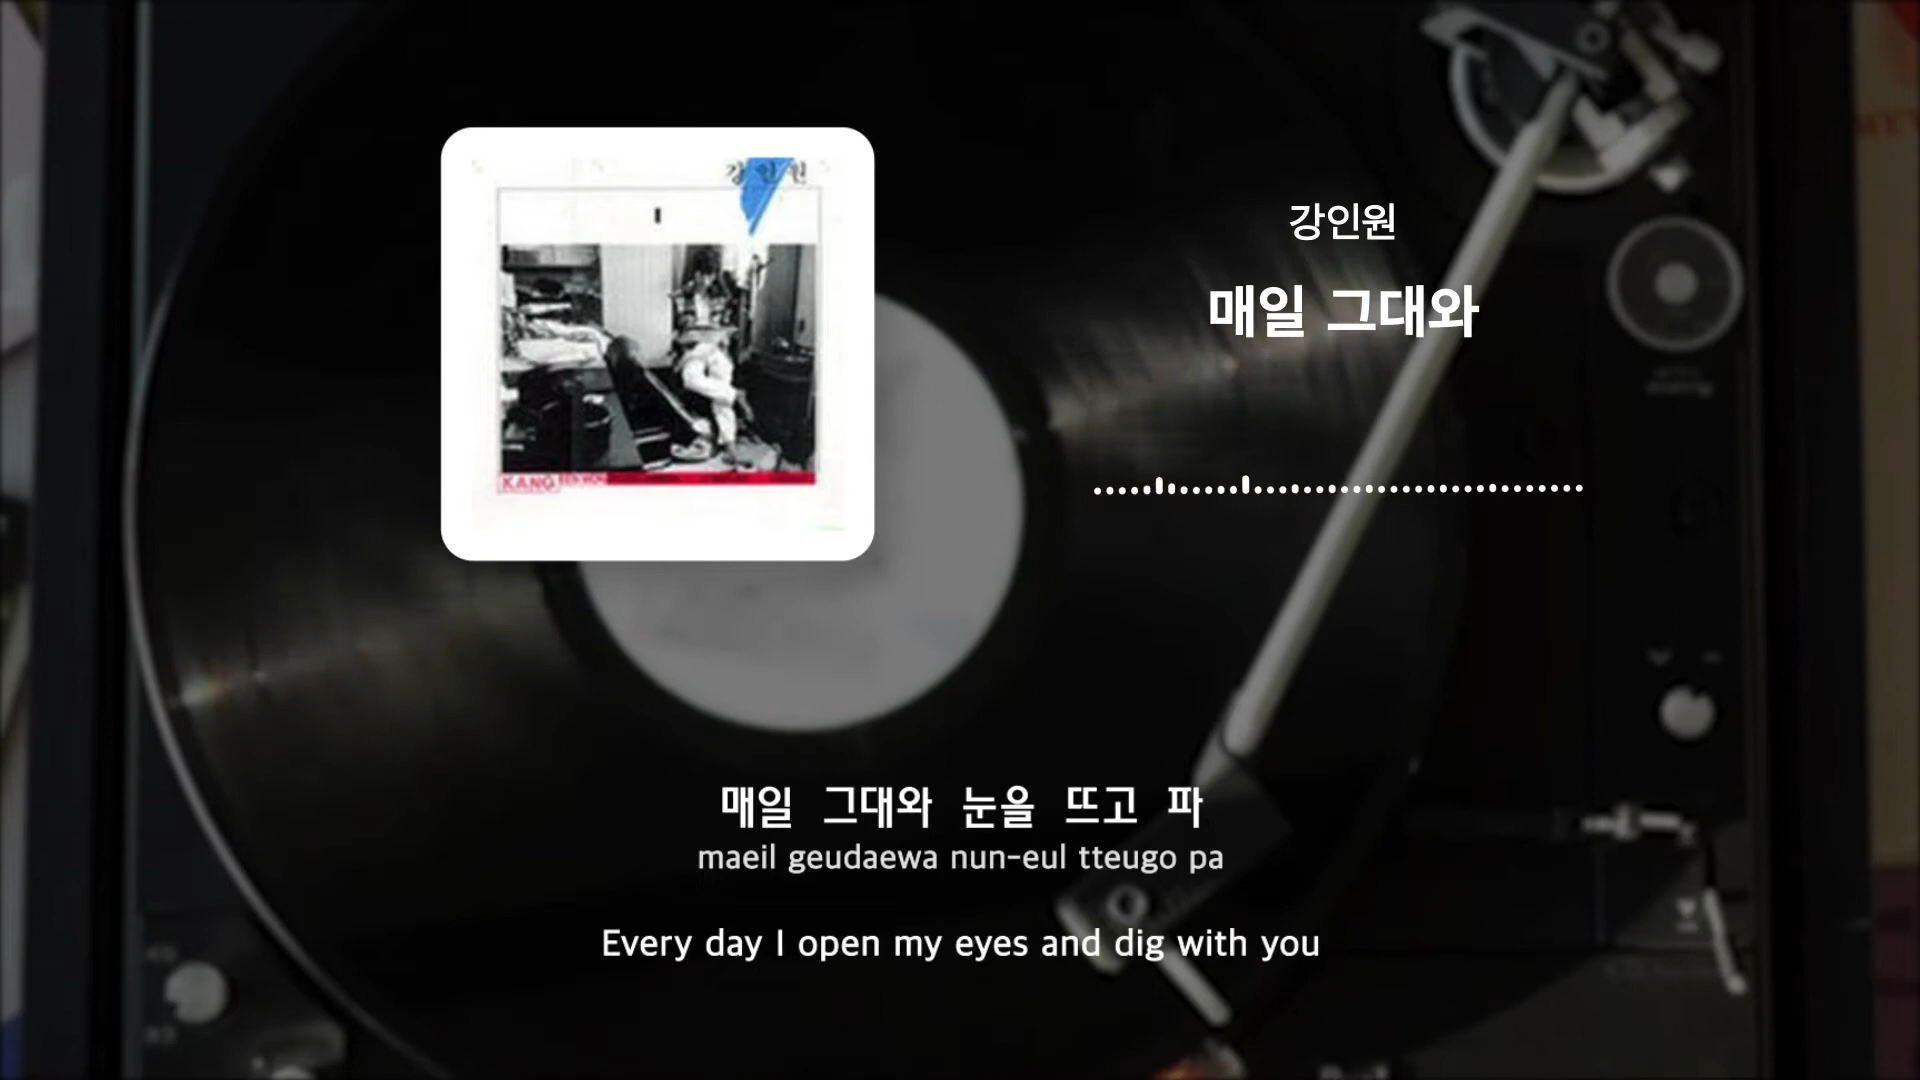 강인원
KANG
강인원
매일 그대와
매일 그대와 눈을 뜨고 파
maeil geudaewa nun-eul tteugo pa
Every day I open my eyes and dig with you